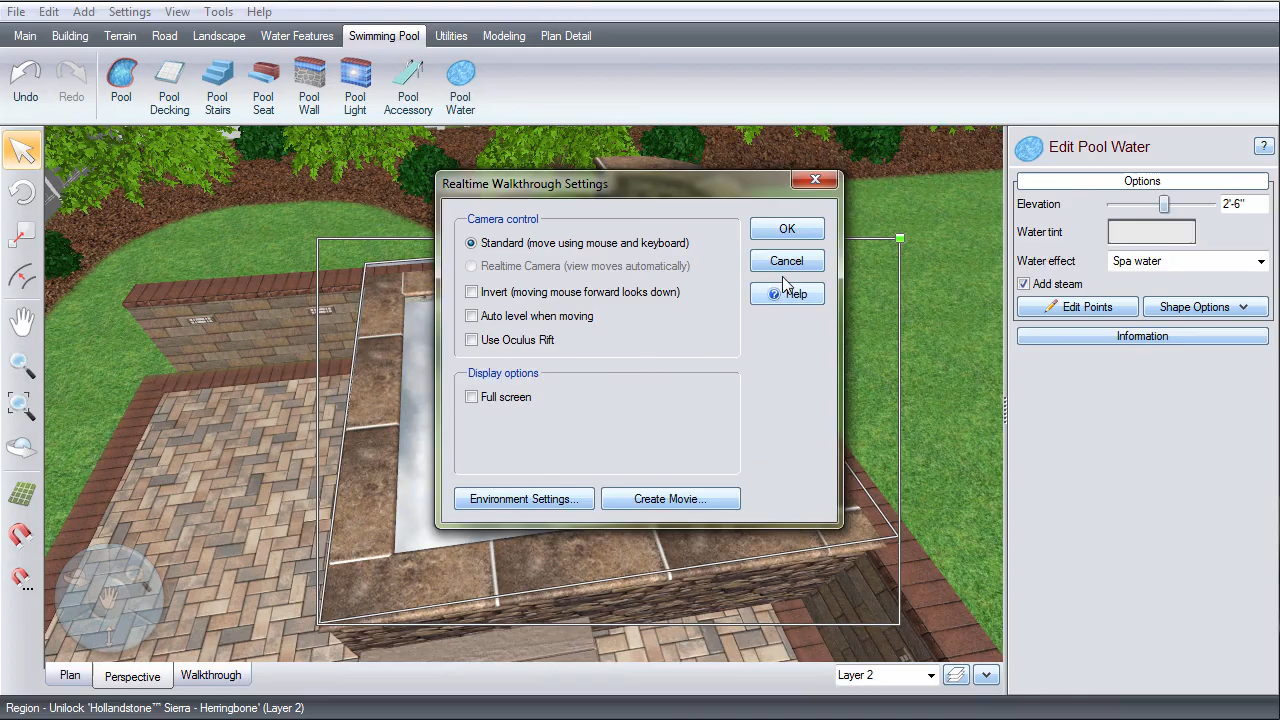 File Edit Add Settings View Tools Help
Main Building Terrain Road Landscape Water Features Swimming Pool Utilities Modeling Plan Detail
Undo Redo Pool Pool Decking Pool Stairs Pool Seat Pool Wall Pool Light Pool Accessory Pool Water
Edit Pool Water ?
Options
Elevation 2'-6"
Water tint
Water effect Spa water
Add steam
Edit Points Shape Options
Information
Realtime Walkthrough Settings
Camera control
Standard (move using mouse and keyboard)
Realtime Camera (view moves automatically)
Invert (moving mouse forward looks down)
Auto level when moving
Use Oculus Rift
Display options
Full screen
Environment Settings... Create Movie...
OK
Cancel
? Help
Plan Perspective Walkthrough Layer 2
Region - Unilock 'Hollandstone™ Sierra - Herringbone' (Layer 2)